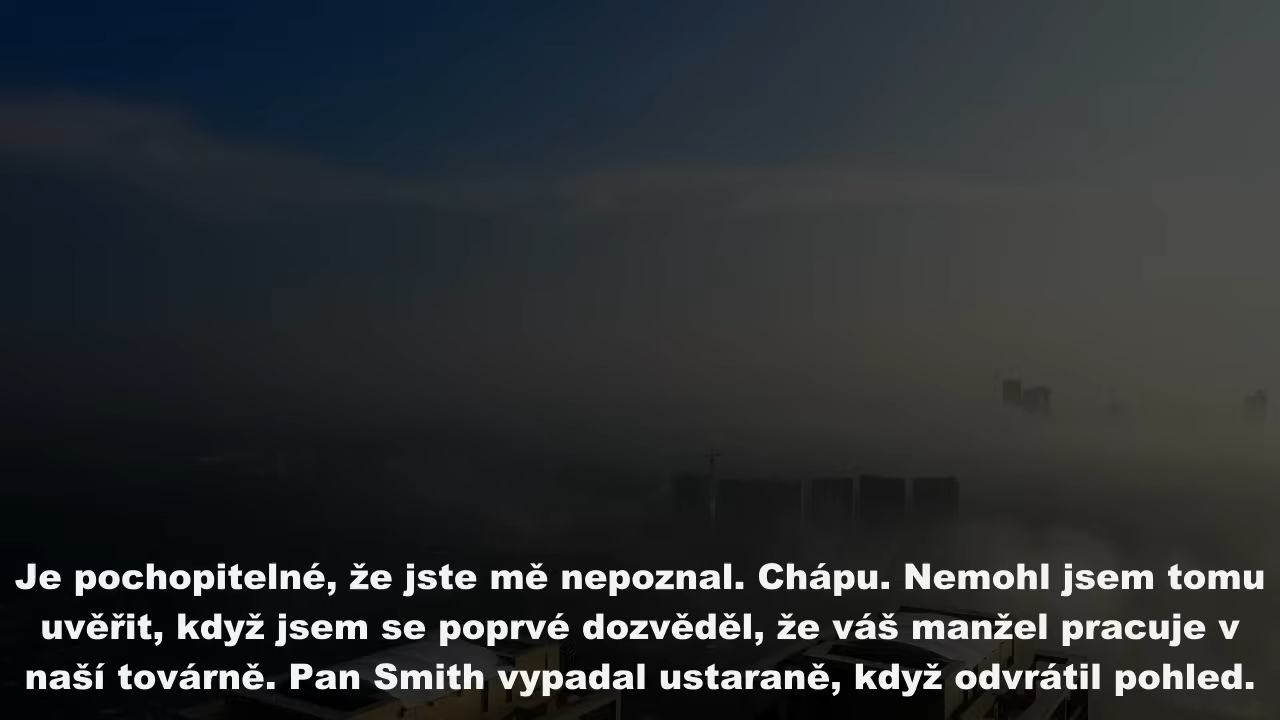 Je pochopitelné, že jste mě nepoznal. Chápu. Nemohl jsem tomu
uvěřit, když jsem se poprvé dozvěděl, že váš manžel pracuje v
naší továrně. Pan Smith vypadal ustaraně, když odvrátil pohled.